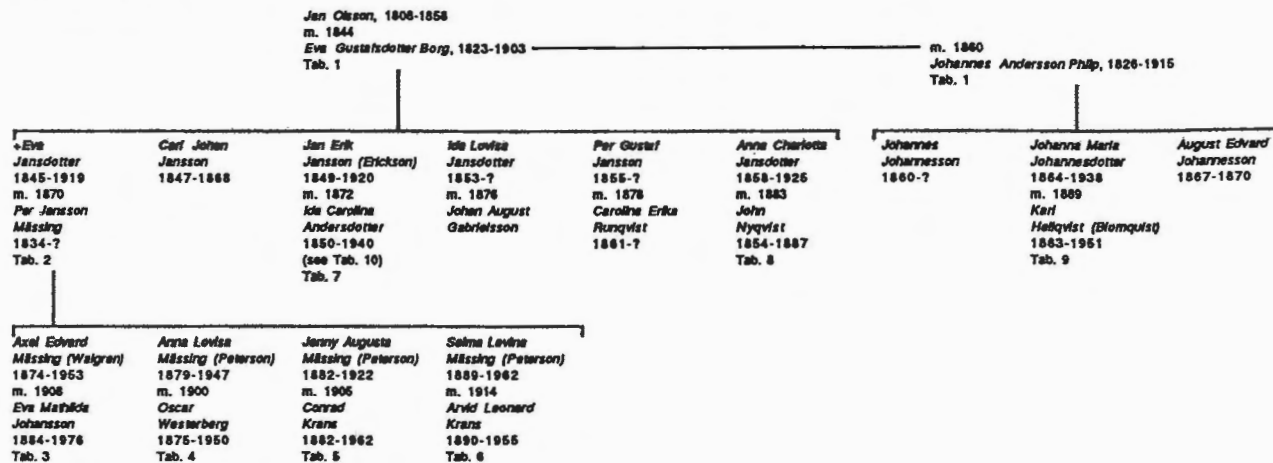 Jan Olsson, 1806-1858
m. 1844
Eva Gustafsdotter Borg, 1823-1903
Tab. 1
m. 1860
Johannes Andersson Philp, 1826-1915
Tab. 1
+Eva
Jansdotter
1845-1919
m. 1870
Per Jansson
Mässing
1834-?
Tab. 2
Carl Johan
Jansson
1847-1868
Jan Erik
Jansson (Erickson)
1849-1920
m. 1872
Ida Carolina
Andersdotter
1850-1940
(see Tab. 10)
Tab. 7
Ida Lovisa
Jansdotter
1853-?
m. 1876
Johan August
Gabrielsson
Per Gustaf
Jansson
1855-?
m. 1878
Carolina Erika
Runqvist
1861-?
Anna Charlotta
Jansdotter
1858-1925
m. 1883
John
Nyqvist
1854-1887
Tab. 8
Johannes
Johannesson
1860-?
Johanna Maria
Johannesdotter
1864-1938
m. 1889
Karl
Hellqvist (Blomquist)
1863-1951
Tab. 9
August Edvard
Johannesson
1867-1870
Axel Edvard
Mässing (Walgren)
1874-1953
m. 1908
Eva Mathilda
Johansson
1884-1976
Tab. 3
Anna Lovisa
Mässing (Peterson)
1879-1947
m. 1900
Oscar
Westerberg
1875-1950
Tab. 4
Jenny Augusta
Mässing (Peterson)
1882-1922
m. 1905
Conrad
Krans
1882-1962
Tab. 5
Selma Levina
Mässing (Peterson)
1889-1962
m. 1914
Arvid Leonard
Krans
1890-1955
Tab. 6